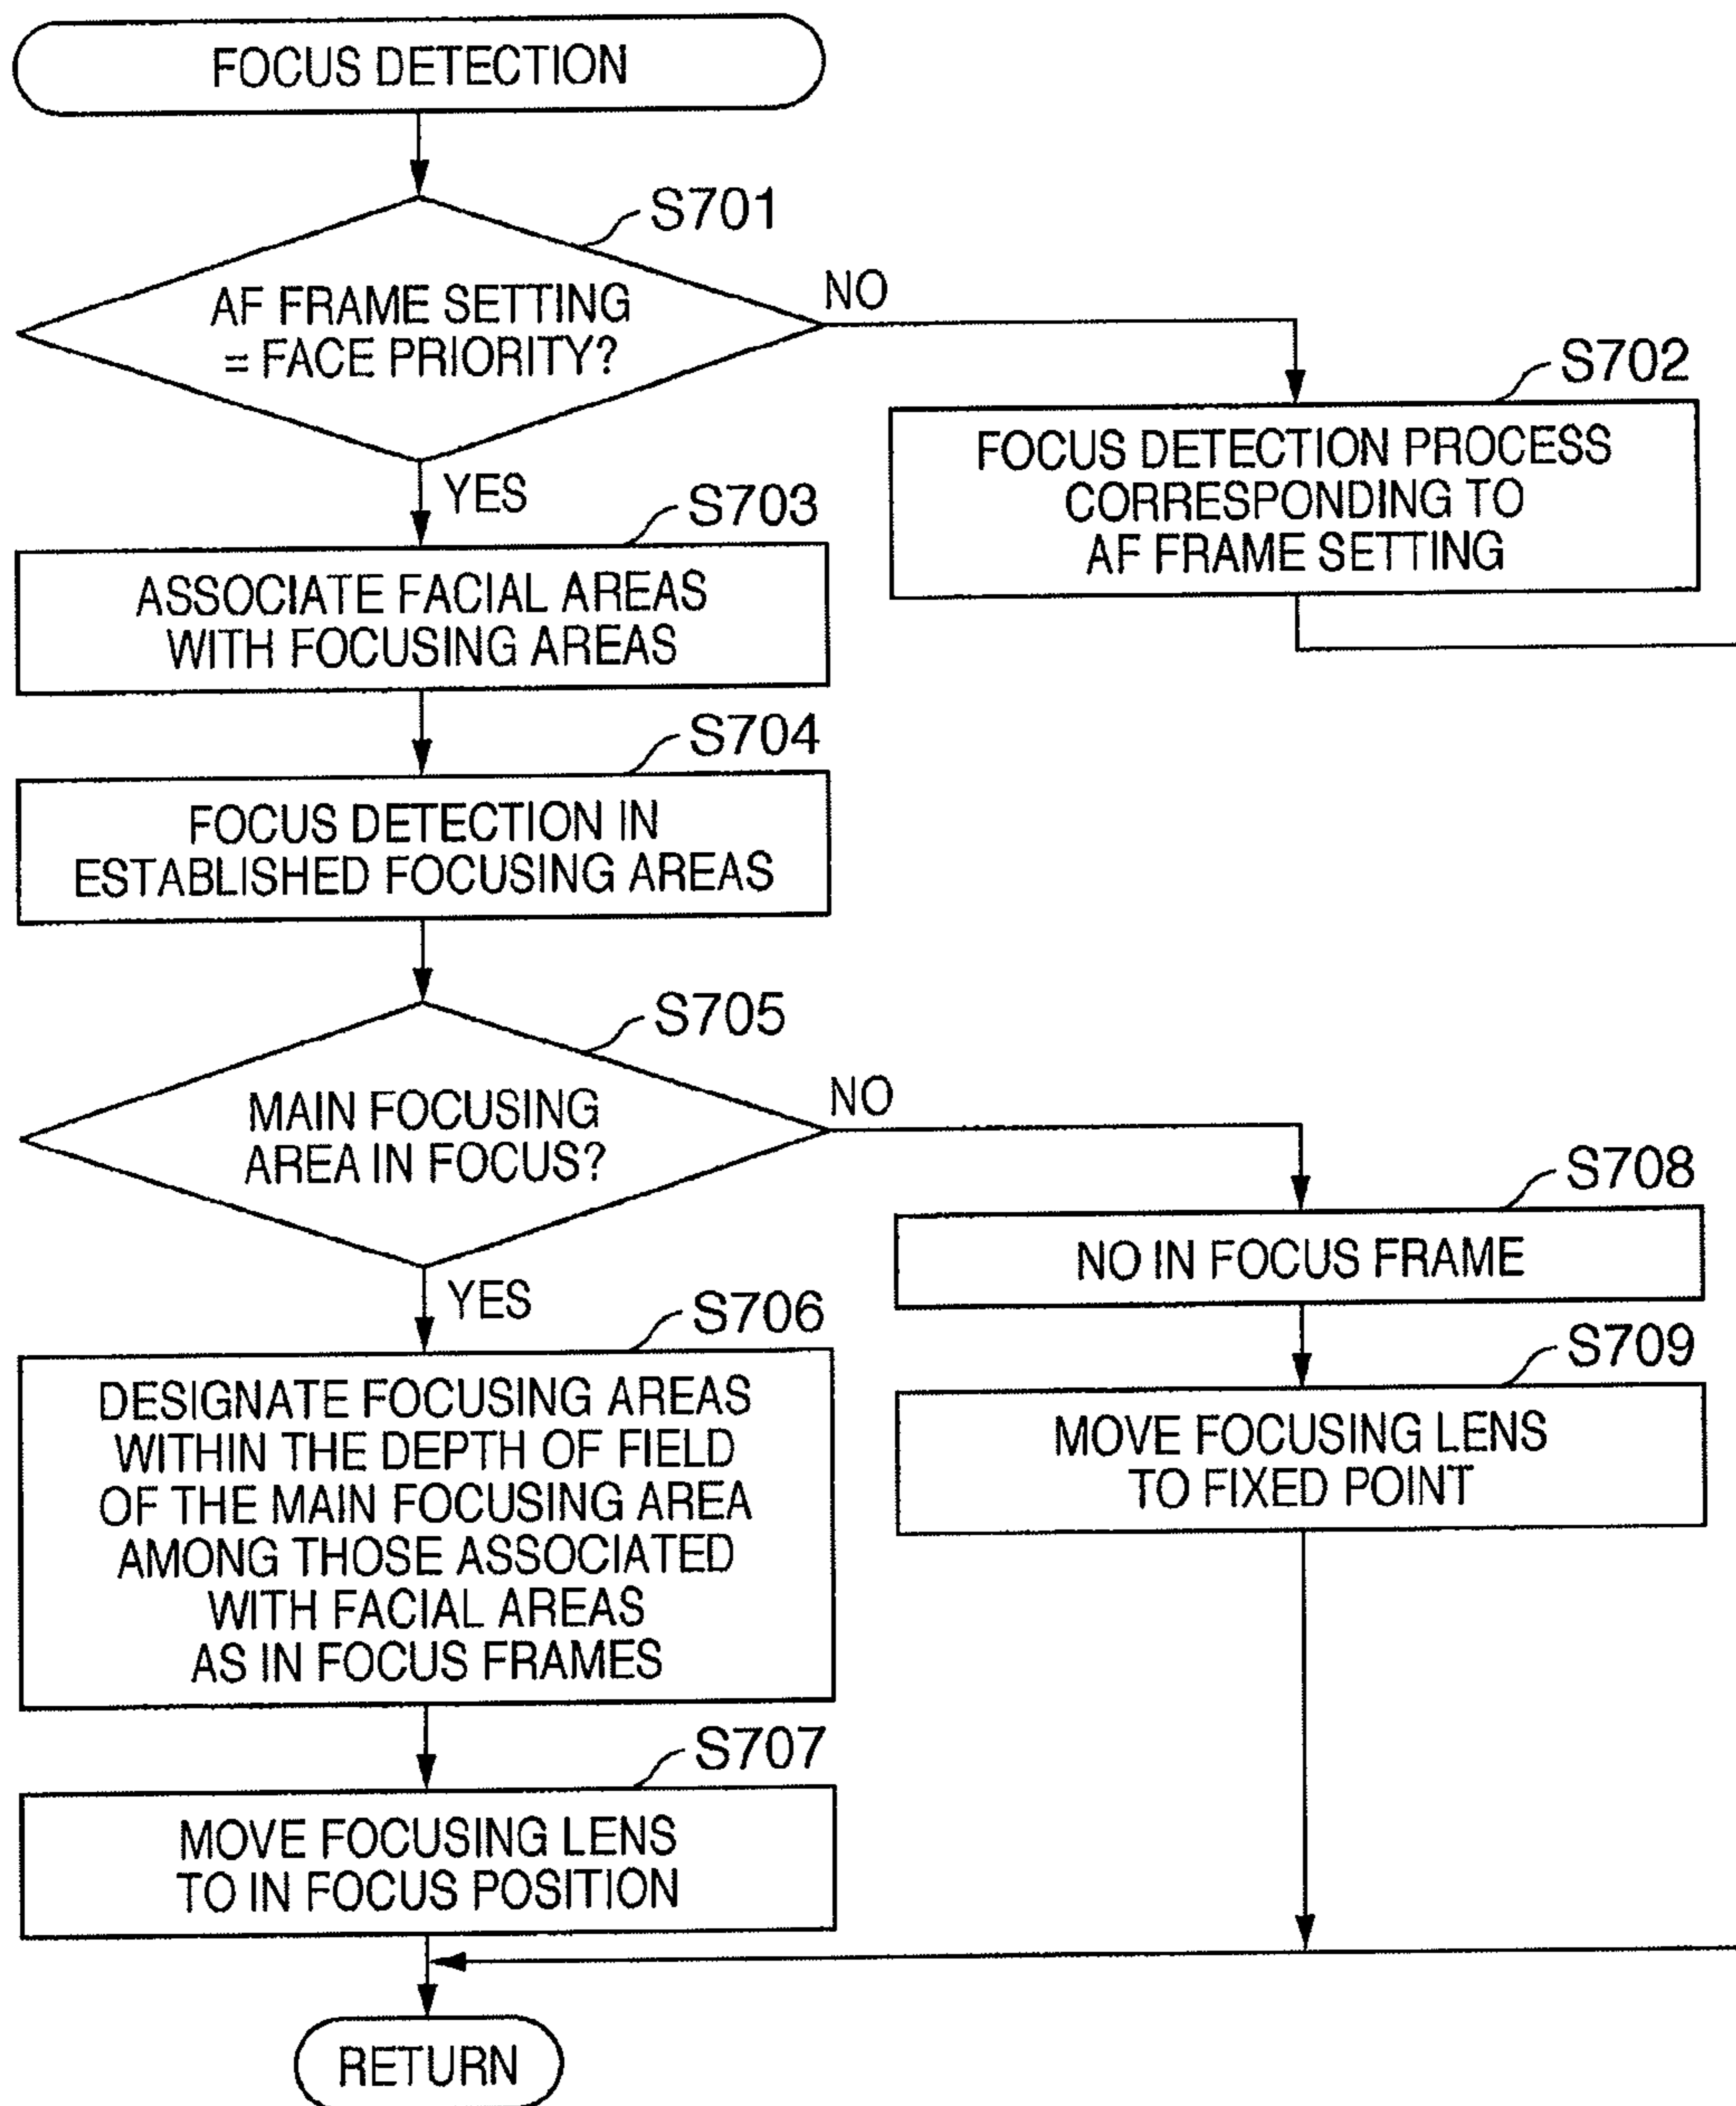 FOCUS DETECTION
S701
AF FRAME SETTING
= FACE PRIORITY?
NO
YES
S702
FOCUS DETECTION PROCESS
CORRESPONDING TO
AF FRAME SETTING
S703
ASSOCIATE FACIAL AREAS
WITH FOCUSING AREAS
S704
FOCUS DETECTION IN
ESTABLISHED FOCUSING AREAS
S705
MAIN FOCUSING
AREA IN FOCUS?
NO
YES
S708
NO IN FOCUS FRAME
S709
MOVE FOCUSING LENS
TO FIXED POINT
S706
DESIGNATE FOCUSING AREAS
WITHIN THE DEPTH OF FIELD
OF THE MAIN FOCUSING AREA
AMONG THOSE ASSOCIATED
WITH FACIAL AREAS
AS IN FOCUS FRAMES
S707
MOVE FOCUSING LENS
TO IN FOCUS POSITION
RETURN